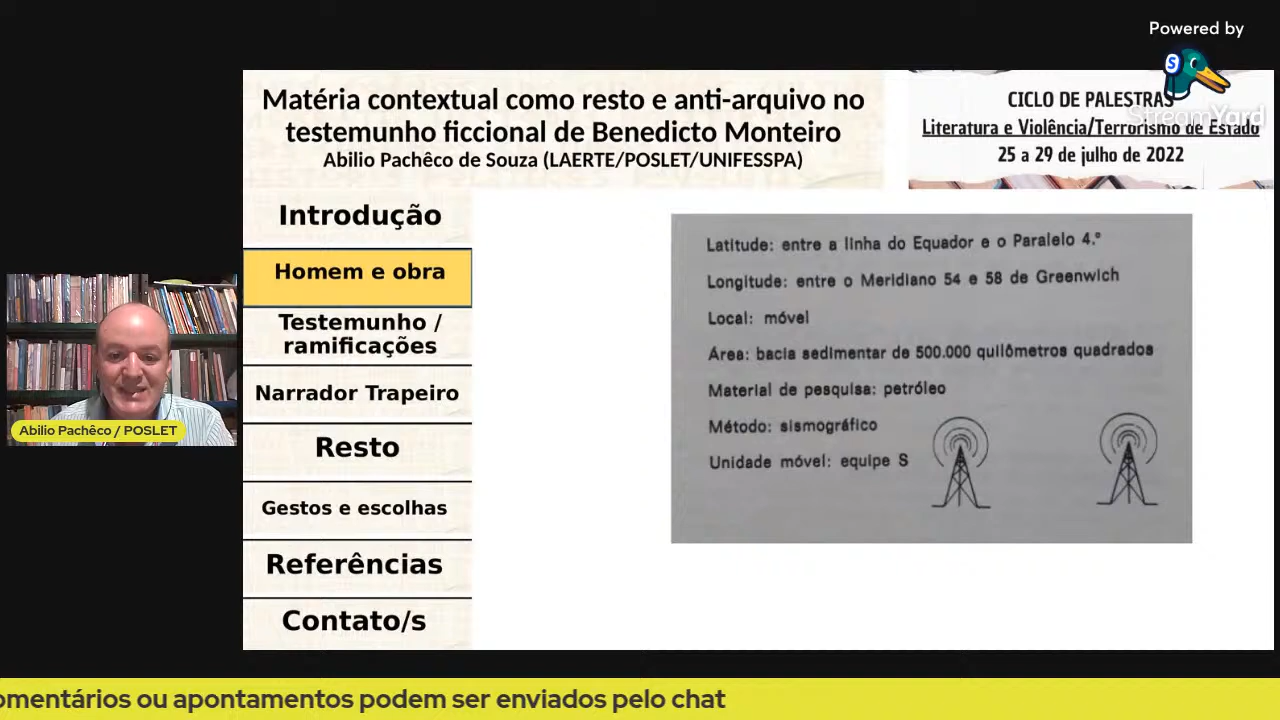 Powered by
StreamYard
Matéria contextual como resto e anti-arquivo no
testemunho ficcional de Benedicto Monteiro
Abilio Pachêco de Souza (LAERTE/POSLET/UNIFESSPA)
CICLO DE PALESTRAS
Literatura e Violência/Terrorismo de Estado
25 a 29 de julho de 2022
Introdução
Homem e obra
Testemunho /
ramificações
Narrador Trapeiro
Resto
Gestos e escolhas
Referências
Contato/s
Latitude: entre a linha do Equador e o Paralelo 4.º
Longitude: entre o Meridiano 54 e 58 de Greenwich
Local: móvel
Área: bacia sedimentar de 500.000 quilômetros quadrados
Material de pesquisa: petróleo
Método: sismográfico
Unidade móvel: equipe S
Abilio Pachêco / POSLET
omentários ou apontamentos podem ser enviados pelo chat